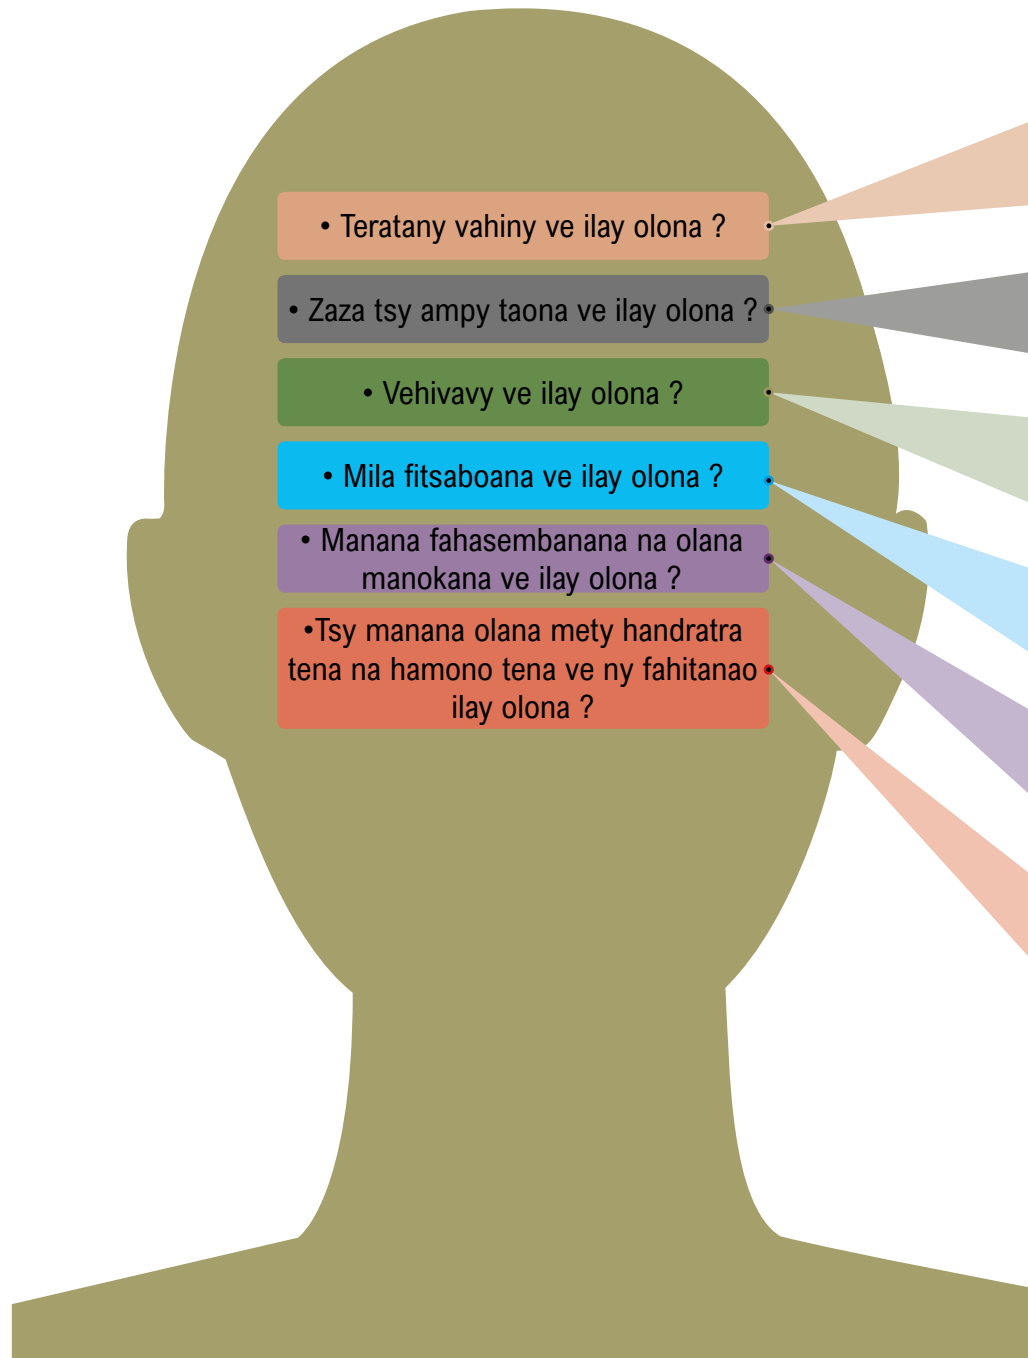 • Teratany vahiny ve ilay olona ?
• Zaza tsy ampy taona ve ilay olona ?
• Vehivavy ve ilay olona ?
• Mila fitsaboana ve ilay olona ?
• Manana fahasembanana na olana
manokana ve ilay olona ?
•Tsy manana olana mety handratra
tena na hamono tena ve ny fahitanao
ilay olona ?